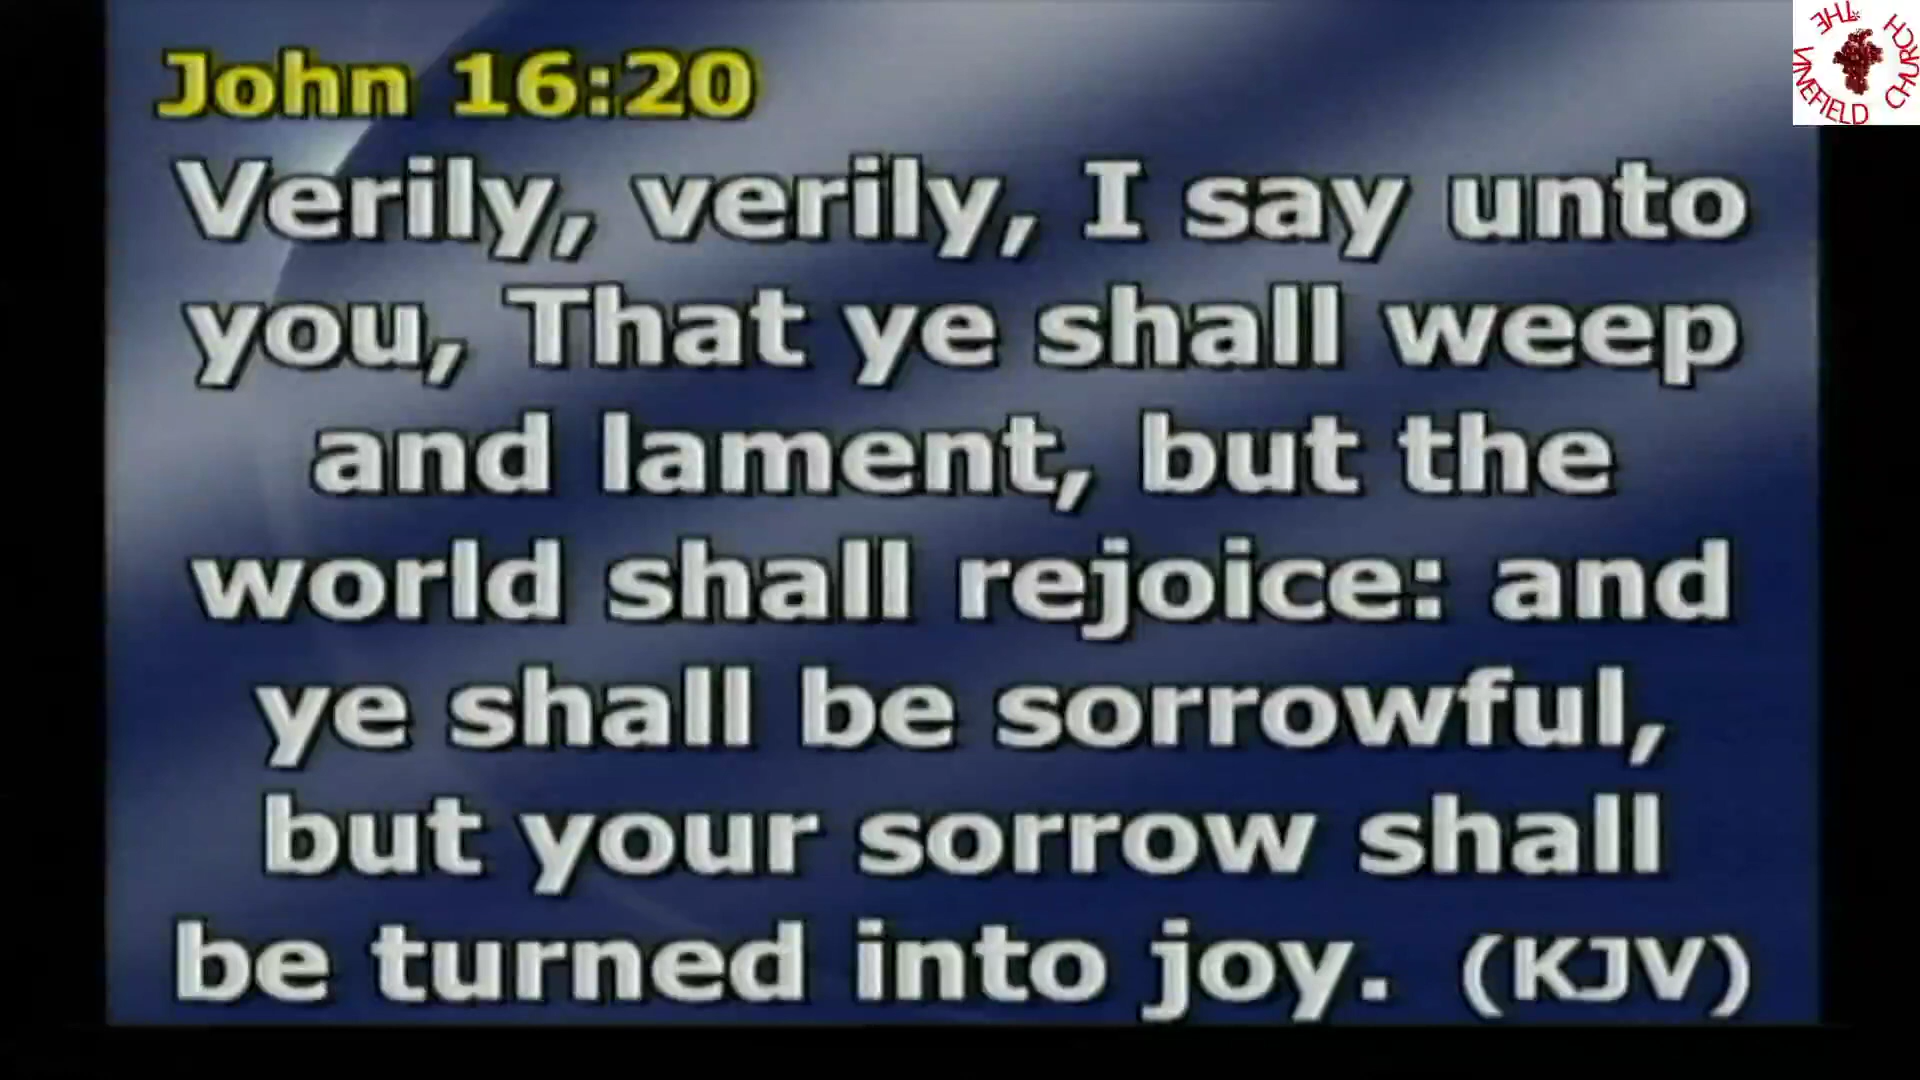 THE VINEFIELD CHURCH
John 16:20
Verily, verily, I say unto
you, That ye shall weep
and lament, but the
world shall rejoice: and
ye shall be sorrowful,
but your sorrow shall
be turned into joy. (KJV)